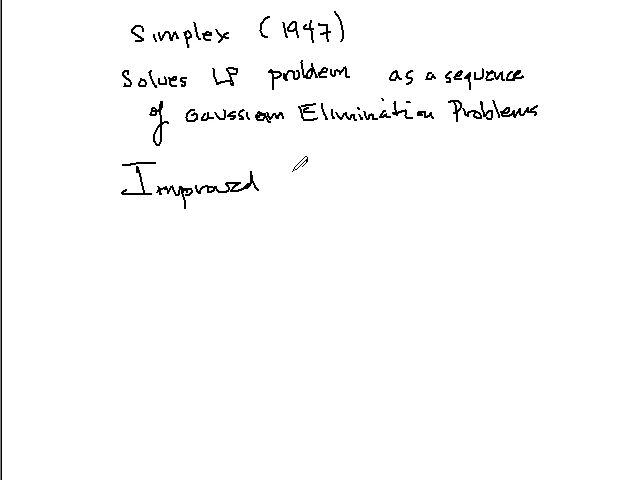 Simplex (1947)
Solves LP problem as a sequence
of Gaussian Elimination Problems
Improved